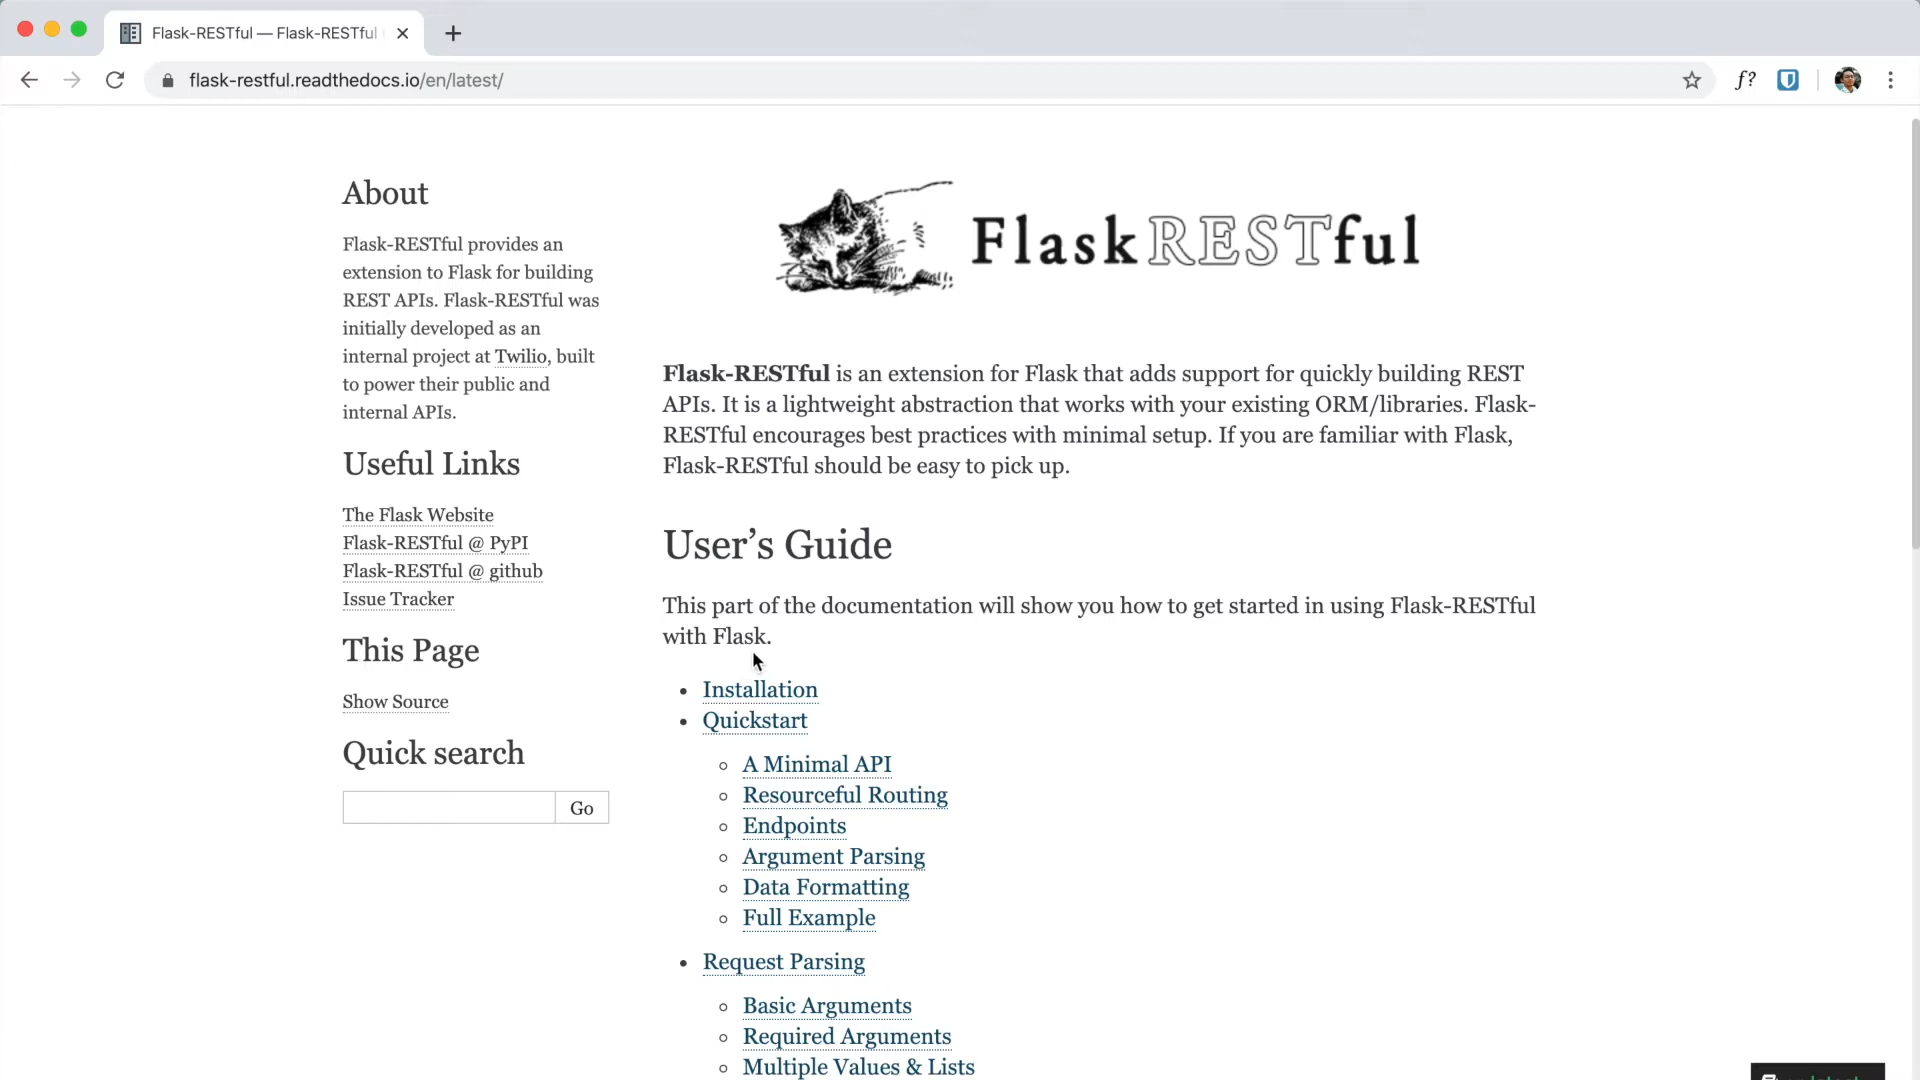 Flask-RESTful — Flask-RESTful
flask-restful.readthedocs.io/en/latest/
f?
About
Flask-RESTful provides an
extension to Flask for building
REST APIs. Flask-RESTful was
initially developed as an
internal project at Twilio, built
to power their public and
internal APIs.
Useful Links
The Flask Website
Flask-RESTful @ PyPI
Flask-RESTful @ github
Issue Tracker
This Page
Show Source
Quick search
Go
FlaskRESTful
Flask-RESTful is an extension for Flask that adds support for quickly building REST
APIs. It is a lightweight abstraction that works with your existing ORM/libraries. Flask-
RESTful encourages best practices with minimal setup. If you are familiar with Flask,
Flask-RESTful should be easy to pick up.
User’s Guide
This part of the documentation will show you how to get started in using Flask-RESTful
with Flask.
Installation
Quickstart
A Minimal API
Resourceful Routing
Endpoints
Argument Parsing
Data Formatting
Full Example
Request Parsing
Basic Arguments
Required Arguments
Multiple Values & Lists